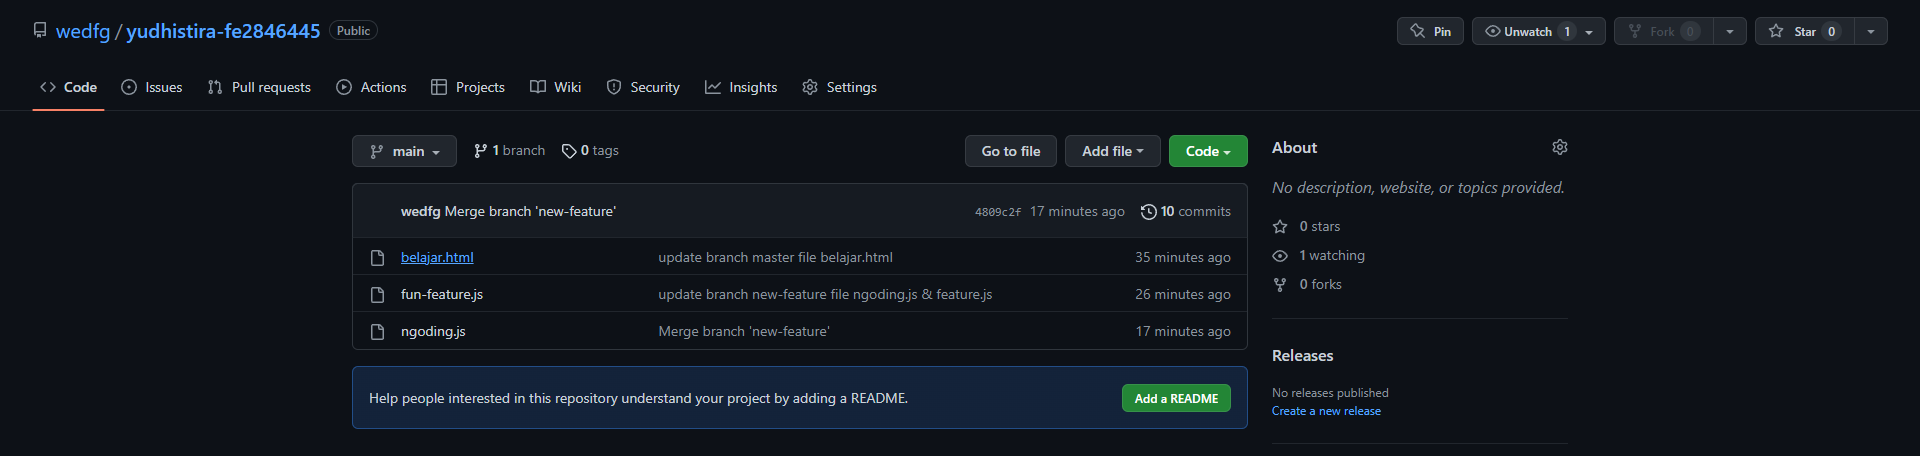 wedfg / yudhistira-fe2846445 Public
Pin Unwatch 1 Fork 0 Star 0
Code Issues Pull requests Actions Projects Wiki Security Insights Settings
main 1 branch 0 tags Go to file Add file Code
wedfg Merge branch 'new-feature' 4809c2f 17 minutes ago 10 commits
belajar.html update branch master file belajar.html 35 minutes ago
fun-feature.js update branch new-feature file ngoding.js & feature.js 26 minutes ago
ngoding.js Merge branch 'new-feature' 17 minutes ago
Help people interested in this repository understand your project by adding a README. Add a README
About
No description, website, or topics provided.
0 stars
1 watching
0 forks
Releases
No releases published
Create a new release